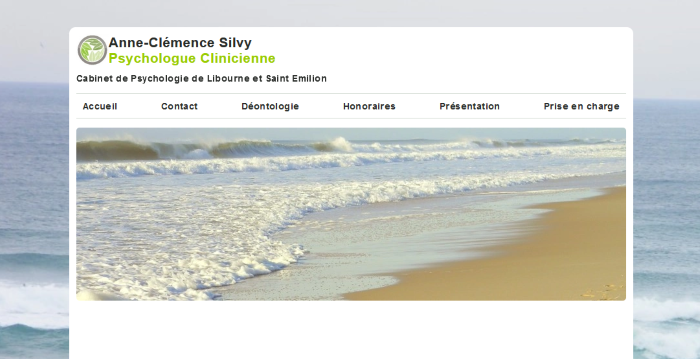 Anne-Clémence Silvy
Psychologue Clinicienne
Cabinet de Psychologie de Libourne et Saint Emilion
Accueil Contact Déontologie Honoraires Présentation Prise en charge